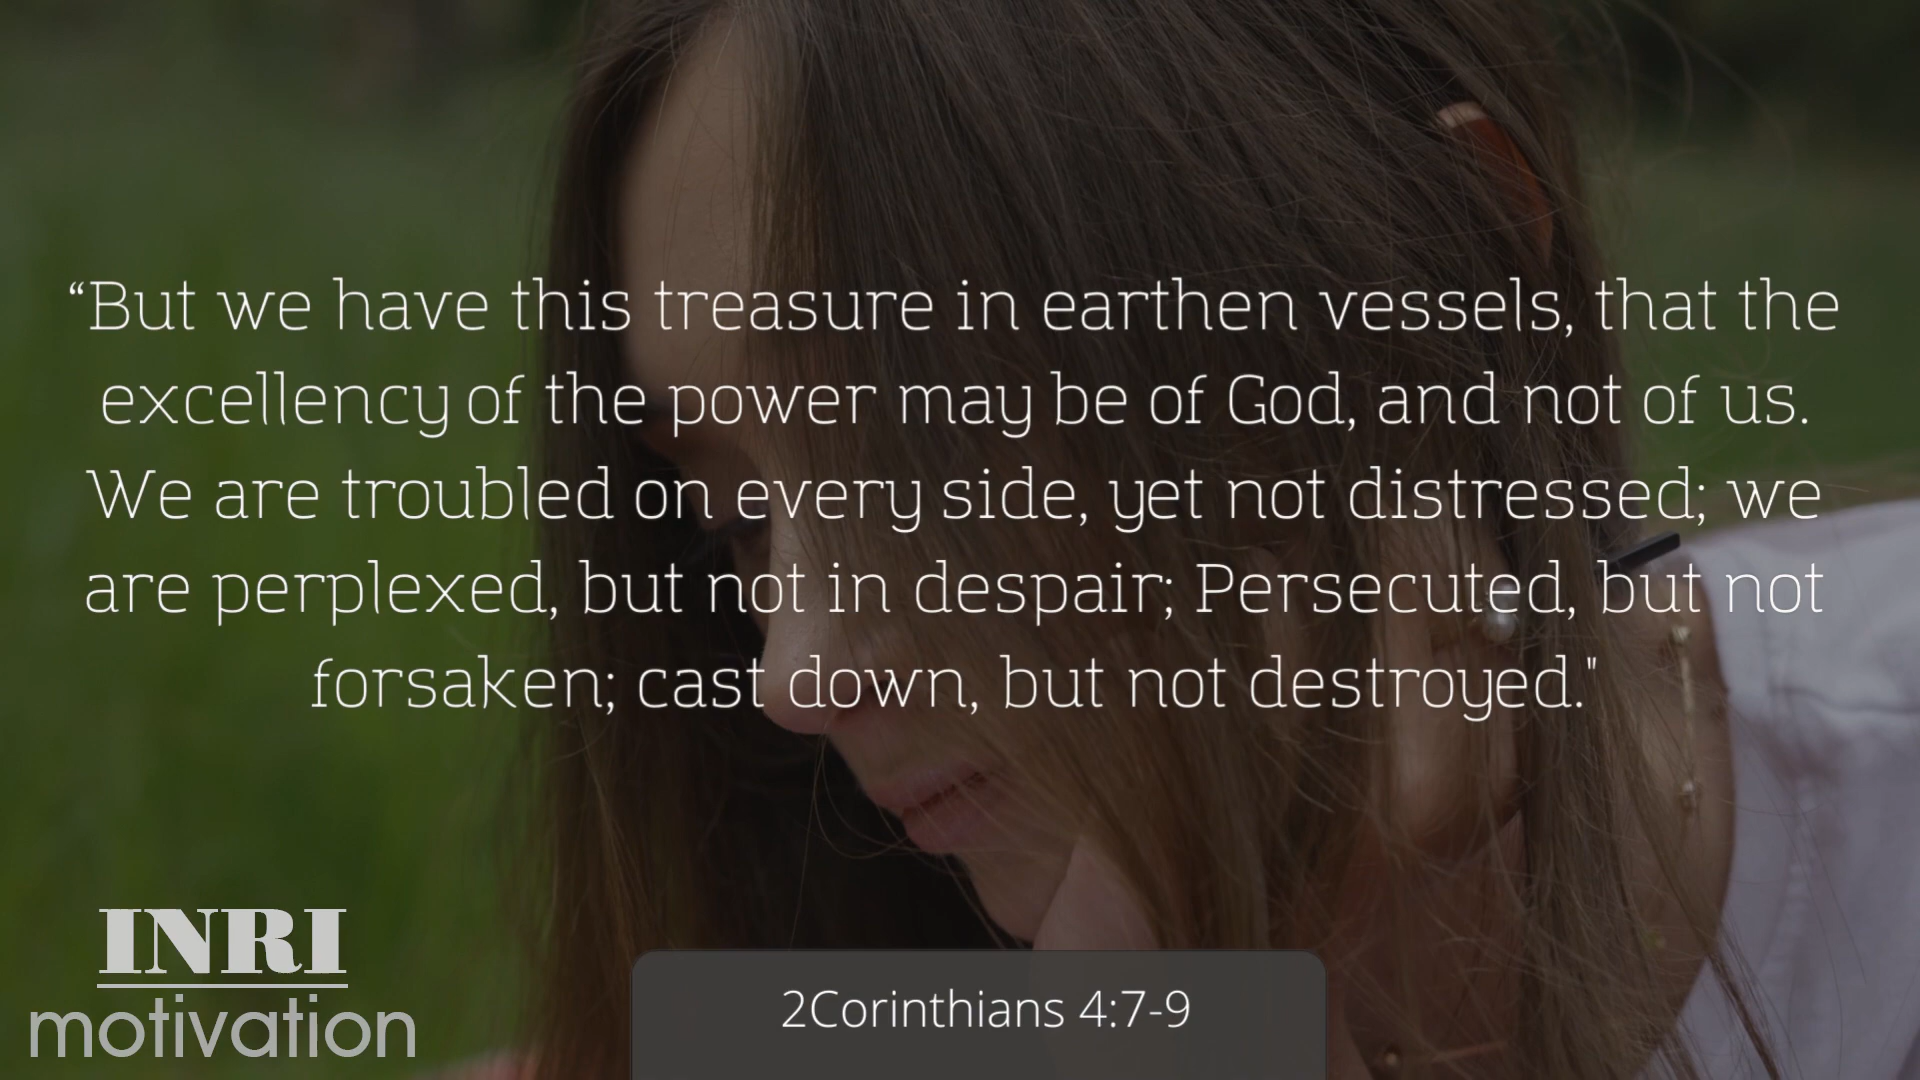 “But we have this treasure in earthen vessels, that the
excellency of the power may be of God, and not of us.
We are troubled on every side, yet not distressed; we
are perplexed, but not in despair; Persecuted, but not
forsaken; cast down, but not destroyed."
INRI
motivation
2Corinthians 4:7-9